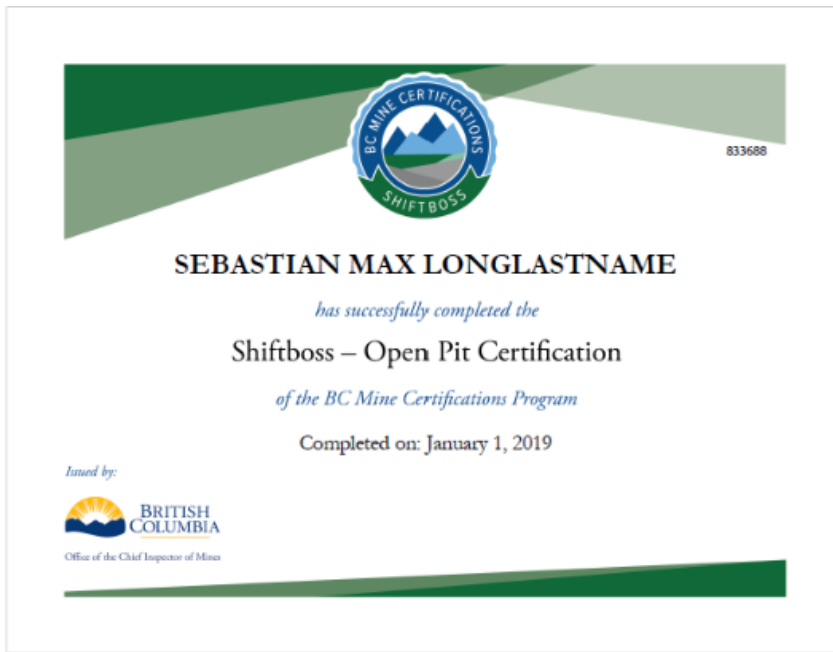 BC MINE CERTIFICATIONS
SHIFTBOSS
833688
SEBASTIAN MAX LONGLASTNAME
has successfully completed the
Shiftboss – Open Pit Certification
of the BC Mine Certifications Program
Completed on: January 1, 2019
Issued by:
BRITISH
COLUMBIA
Office of the Chief Inspector of Mines